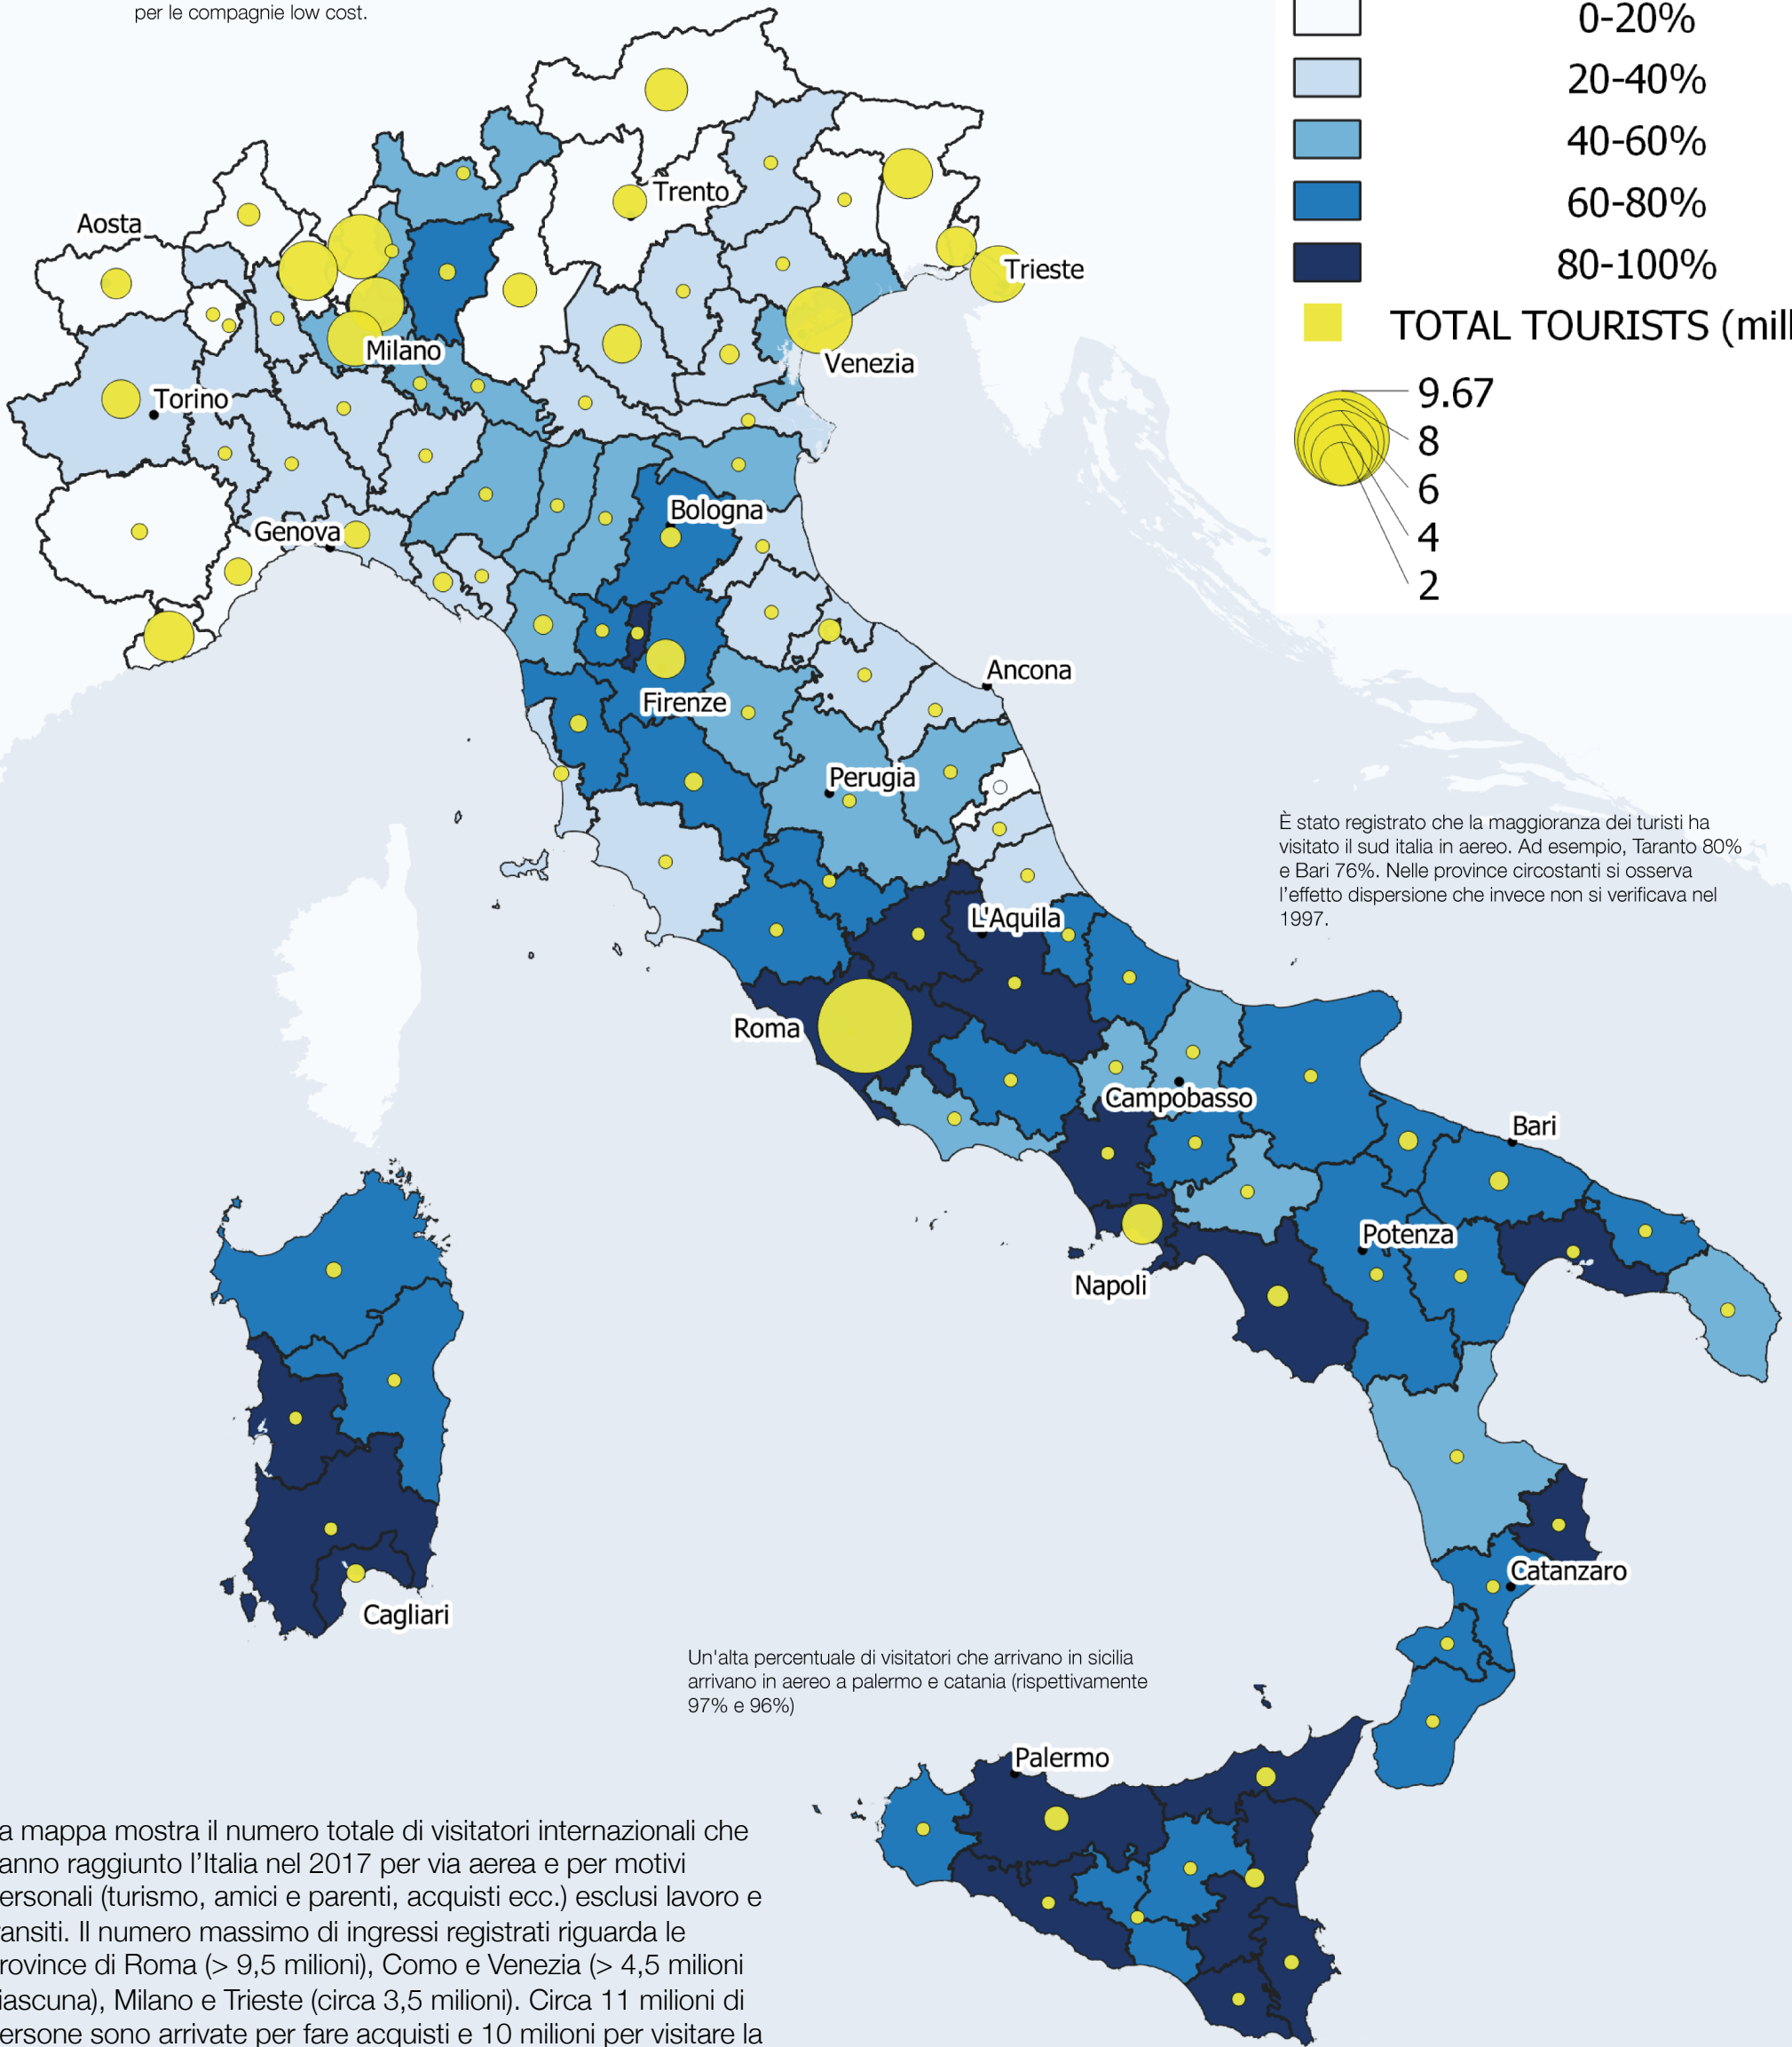 per le compagnie low cost.
0-20%
20-40%
40-60%
60-80%
80-100%
TOTAL TOURISTS (mill
9.67
8
6
4
2
Aosta
Trento
Trieste
Milano
Venezia
Torino
Bologna
Genova
Firenze
Ancona
Perugia
È stato registrato che la maggioranza dei turisti ha
visitato il sud italia in aereo. Ad esempio, Taranto 80%
e Bari 76%. Nelle province circostanti si osserva
l'effetto dispersione che invece non si verificava nel
1997.
L'Aquila
Roma
Campobasso
Bari
Potenza
Napoli
Catanzaro
Cagliari
Un'alta percentuale di visitatori che arrivano in sicilia
arrivano in aereo a palermo e catania (rispettivamente
97% e 96%)
Palermo
a mappa mostra il numero totale di visitatori internazionali che
anno raggiunto l'Italia nel 2017 per via aerea e per motivi
ersonali (turismo, amici e parenti, acquisti ecc.) esclusi lavoro e
ansiti. Il numero massimo di ingressi registrati riguarda le
rovince di Roma (> 9,5 milioni), Como e Venezia (> 4,5 milioni
iascuna), Milano e Trieste (circa 3,5 milioni). Circa 11 milioni di
ersone sono arrivate per fare acquisti e 10 milioni per visitare la